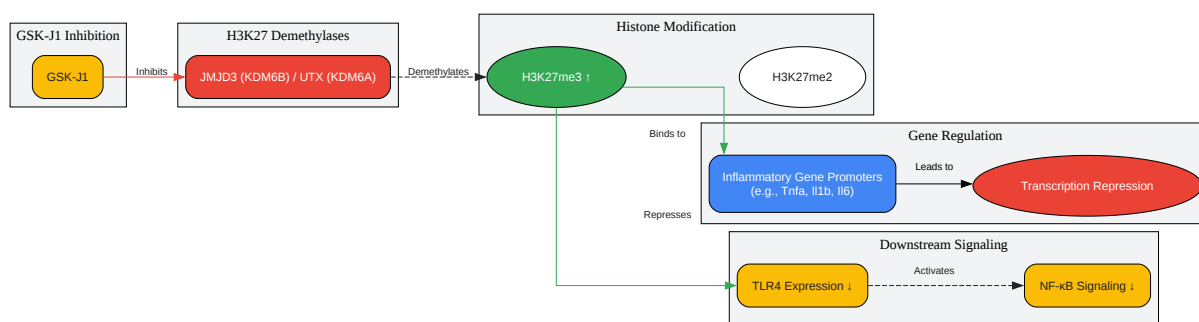 GSK-J1 Inhibition
GSK-J1
Inhibits
H3K27 Demethylases
JMJD3 (KDM6B) / UTX (KDM6A)
Demethylates
Histone Modification
H3K27me3 ↑
H3K27me2
Binds to
Gene Regulation
Inflammatory Gene Promoters
(e.g., Tnfa, Il1b, Il6)
Leads to
Transcription Repression
Represses
Downstream Signaling
TLR4 Expression ↓
Activates
NF-κB Signaling ↓